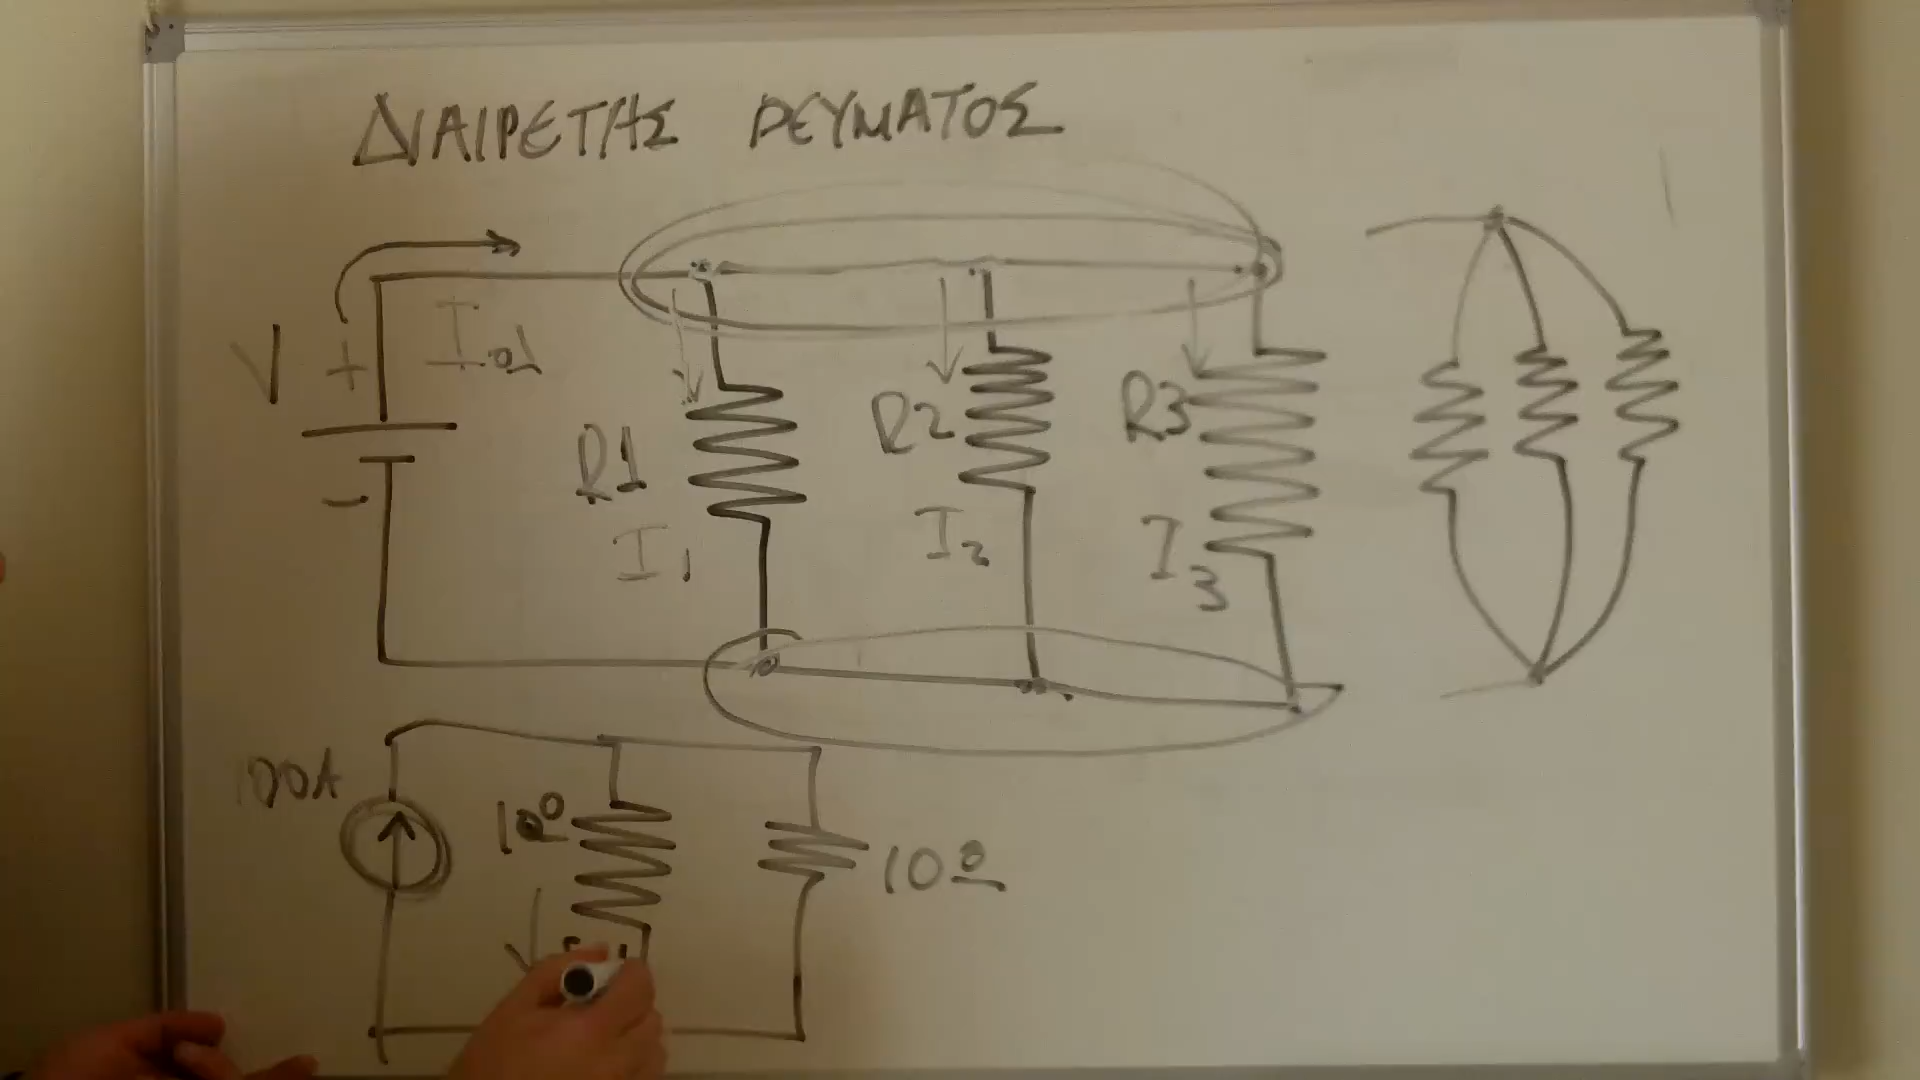 ΔΙΑΙΡΕΤΗΣ ΡΕΥΜΑΤΟΣ
V
+
Iολ
-
R1
I1
R2
I2
R3
I3
100A
10Ω
10Ω